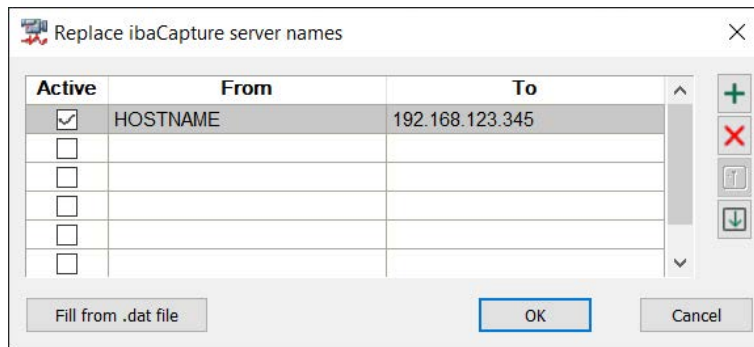 Replace ibaCapture server names
Active From To
HOSTNAME 192.168.123.345
Fill from .dat file OK Cancel